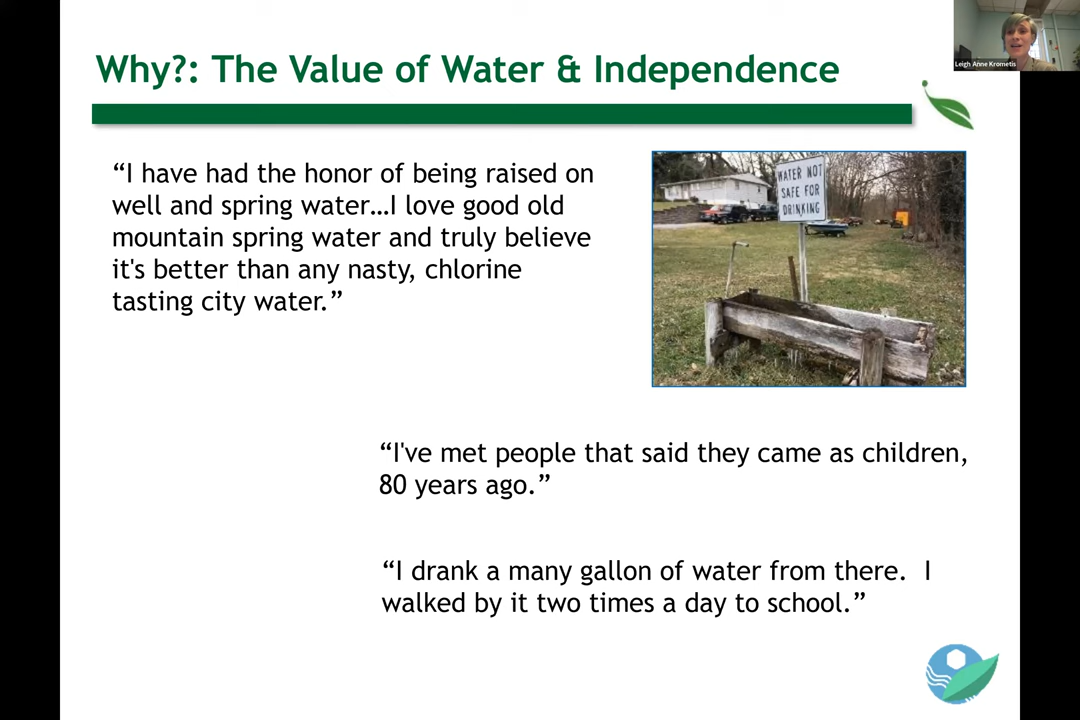 Leigh Anne Krometis
Why?: The Value of Water & Independence
“I have had the honor of being raised on
well and spring water…I love good old
mountain spring water and truly believe
it's better than any nasty, chlorine
tasting city water.”
WATER NOT
SAFE FOR
DRINKING
“I've met people that said they came as children,
80 years ago.”
“I drank a many gallon of water from there.  I
walked by it two times a day to school.”